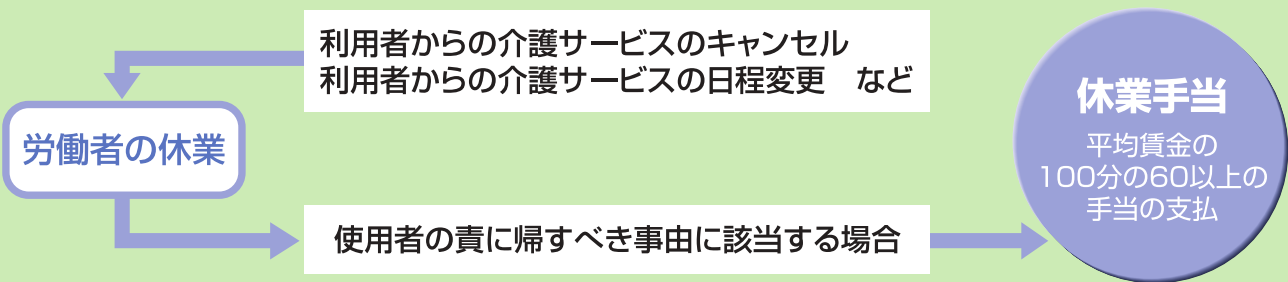 利用者からの介護サービスのキャンセル
利用者からの介護サービスの日程変更　など
労働者の休業
使用者の責に帰すべき事由に該当する場合
休業手当
平均賃金の
100分の60以上の
手当の支払